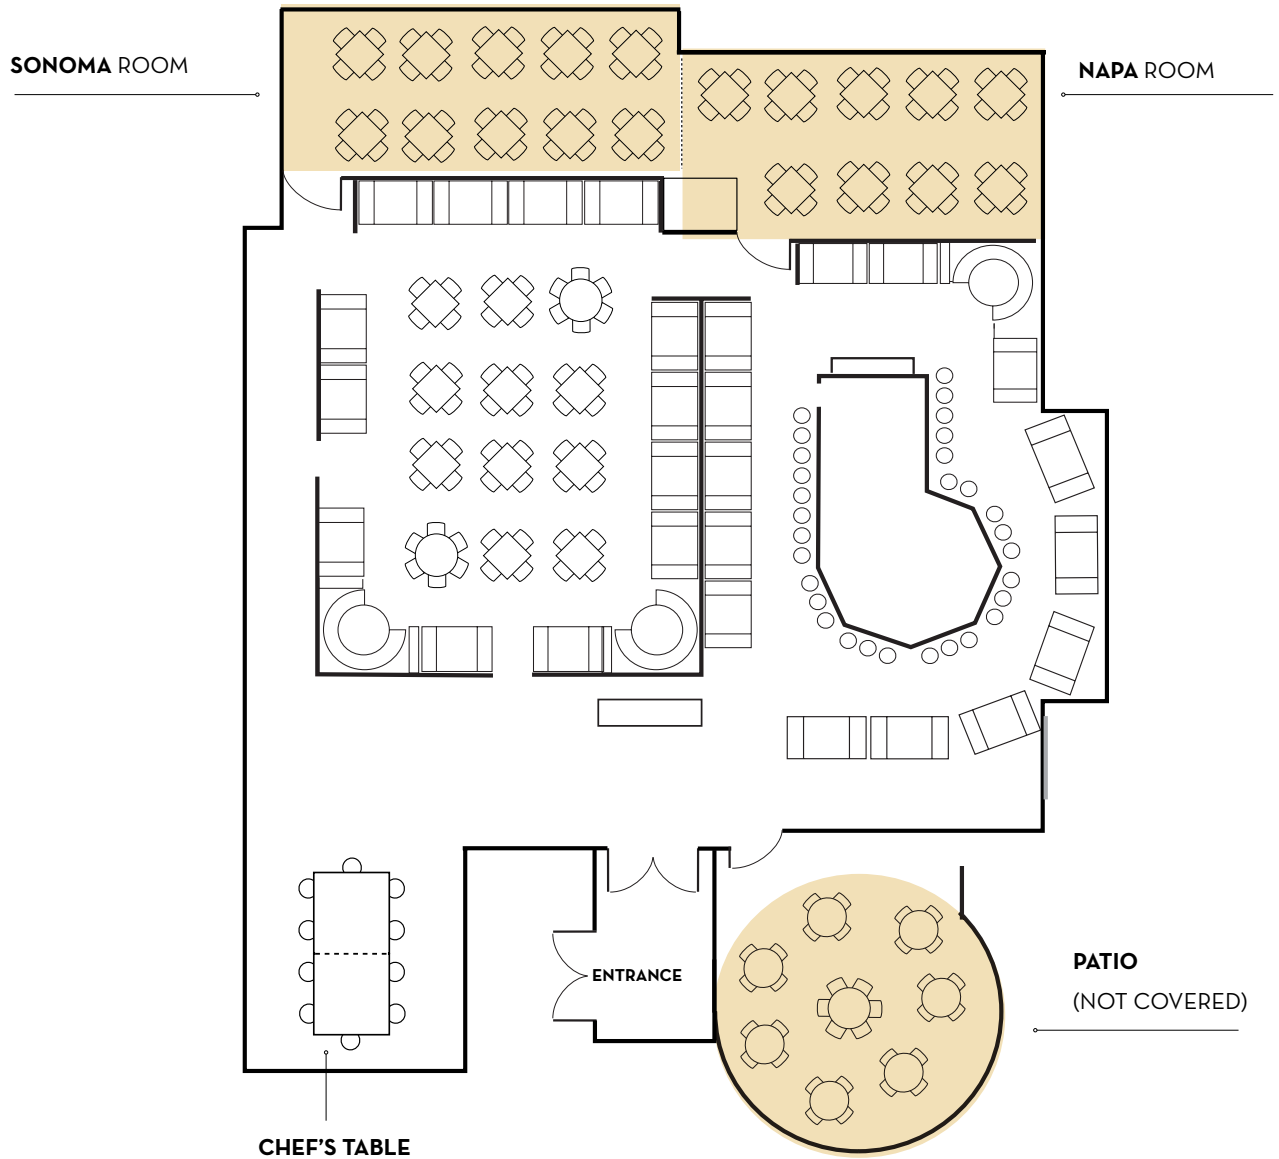 SONOMA ROOM
NAPA ROOM
PATIO
(NOT COVERED)
ENTRANCE
CHEF'S TABLE